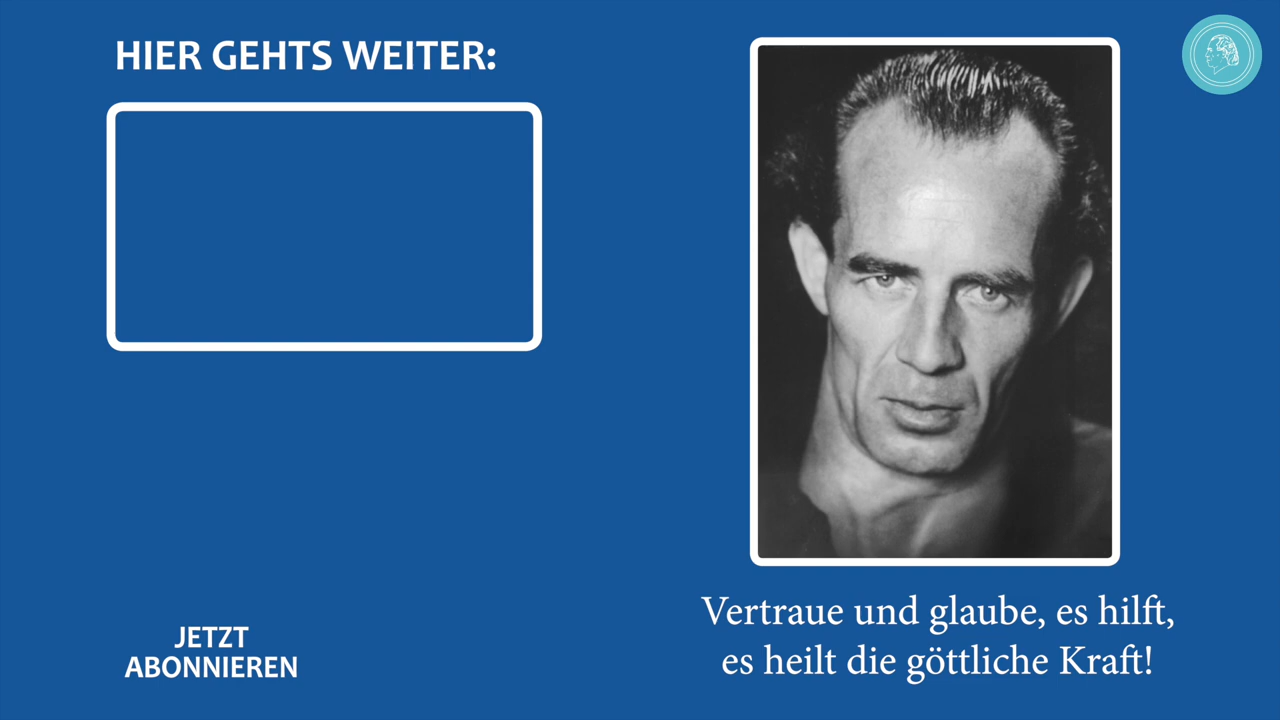 HIER GEHTS WEITER:
JETZT
ABONNIEREN
Vertraue und glaube, es hilft,
es heilt die göttliche Kraft!